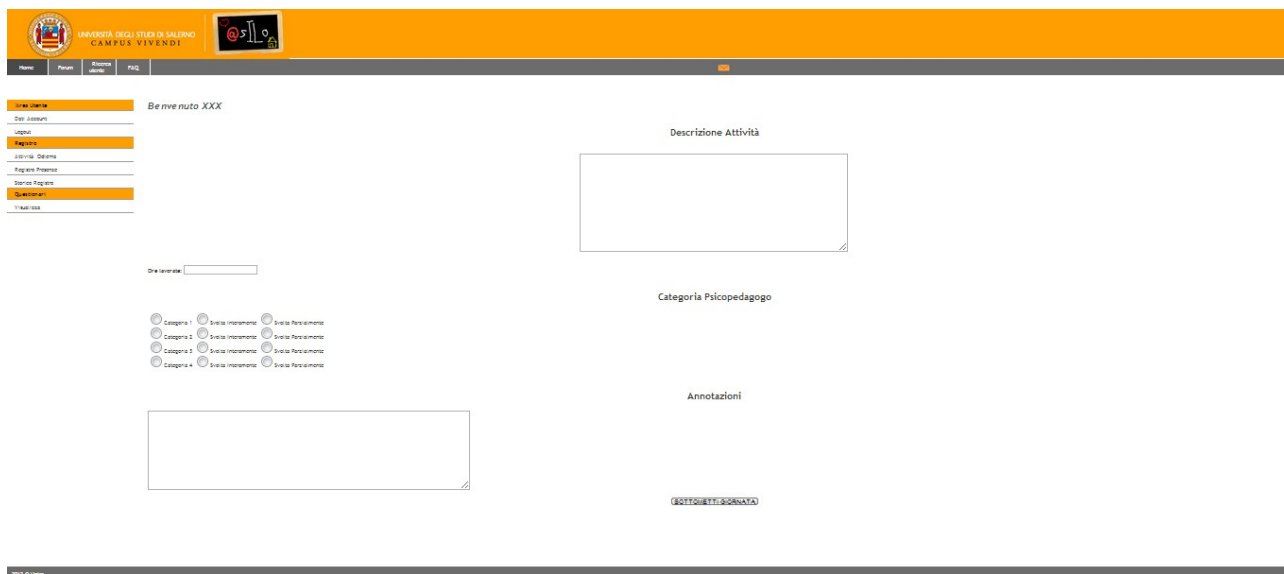 UNIVERSITÀ DEGLI STUDI DI SALERNO
CAMPUS VIVENDI
@sIlo
Home
Forum
Ricerca utente
FAQ
Area Utente
Dati Account
Logout
Registro
Attività Odierna
Registro Presenze
Storico Registro
Questionari
Visualizza
Benvenuto XXX
Descrizione Attività
Ore lavorate:
Categoria Psicopedagogo
Categoria 1 Svolta Interamente Svolta Parzialmente
Categoria 2 Svolta Interamente Svolta Parzialmente
Categoria 3 Svolta Interamente Svolta Parzialmente
Categoria 4 Svolta Interamente Svolta Parzialmente
Annotazioni
SOTTOMETTI GIORNATA